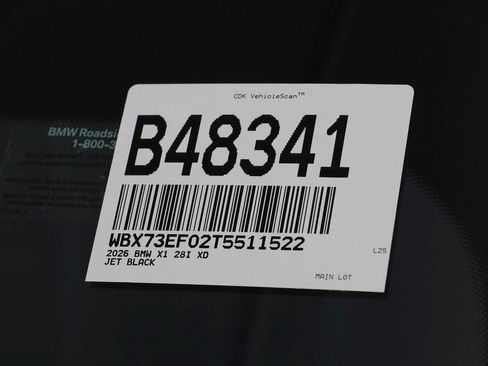 CDK VehicleScan™
BMW Roadsi
1-800-3
B48341
WBX73EF02T5511522
2026 BMW X1 28I XD
JET BLACK
L25
MAIN LOT